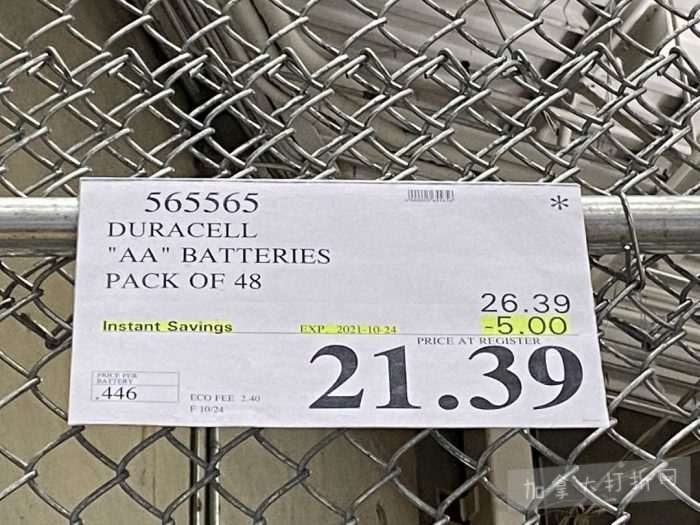 565565
*
DURACELL
"AA" BATTERIES
PACK OF 48
26.39
Instant Savings EXP. 2021-10-24 -5.00
PRICE AT REGISTER
21.39
PRICE PER
BATTERY
.446
ECO FEE 2.40
F 10/24
加拿大打折网